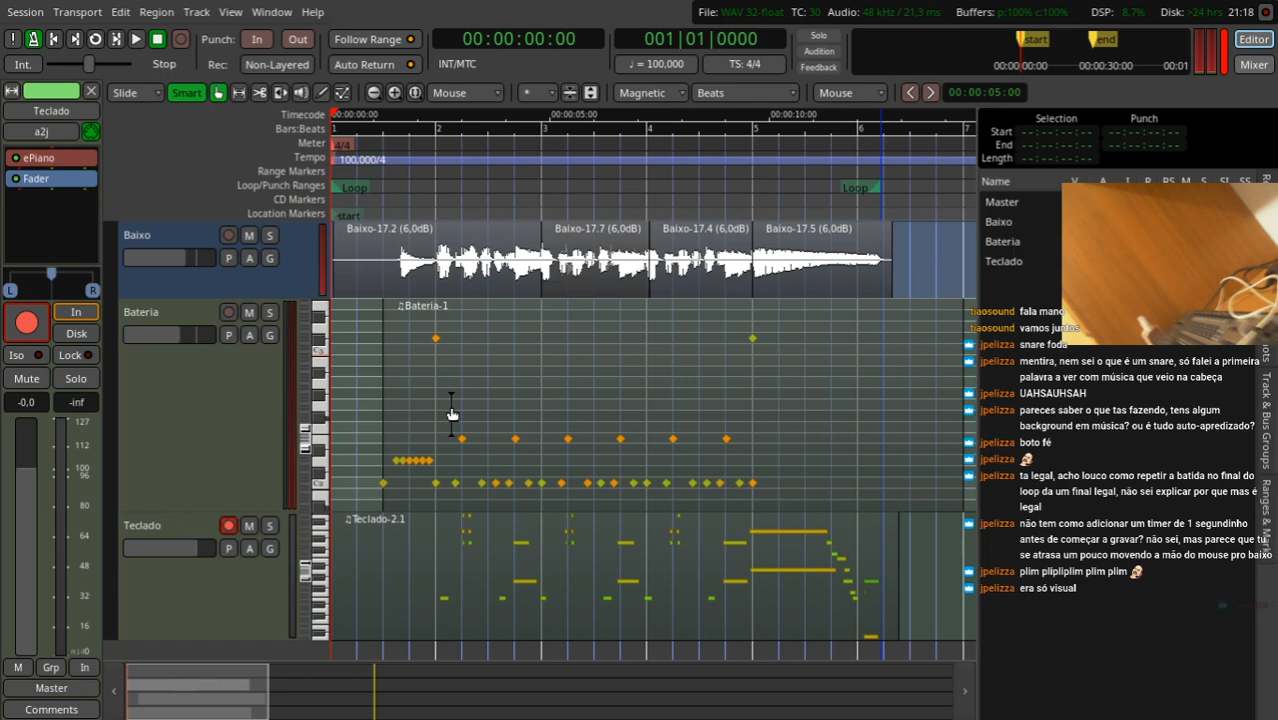 Session Transport Edit Region Track View Window Help
File: WAV 32-float TC: 30 Audio: 48 kHz / 21,3 ms Buffers: p:100% c:100% DSP: 8,7% Disk: >24 hrs 21:18
Punch: In Out
Follow Range
00:00:00:00
001|01|0000
Solo
Audition
Feedback
start end
00:00:00:00 00:00:30:00 00:01
Editor
Int. Stop Rec: Non-Layered
Auto Return
INT/MTC
♩ = 100,000 TS: 4/4
Mixer
Slide Smart Mouse * Magnetic Beats Mouse 00:00:05:00
Teclado
a2j
ePiano
Fader
L R
In
Disk
Iso Lock
Mute Solo
-0,0 -inf
127
112
100
96
80
64
48
32
16
M Grp In
Master
Comments
Timecode 00:00:00:00 00:00:05:00 00:00:10:00
Bars:Beats 1 2 3 4 5 6 7
Meter 4/4
Tempo 100,000/4
Range Markers
Loop/Punch Ranges Loop Loop
CD Markers
Location Markers start
Baixo M S
P A G
Baixo-17.2 (6,0dB) Baixo-17.7 (6,0dB) Baixo-17.4 (6,0dB) Baixo-17.5 (6,0dB)
Bateria M S
P A G
♫Bateria-1
Teclado M S
P A G
♫Teclado-2.1
Selection Punch
Start --:--:--:-- --:--:--:--
End --:--:--:-- --:--:--:--
Length --:--:--:--
Name V A I R RS M S SI SS
Master
Baixo
Bateria
Teclado
tiaosound fala mano
tiaosound vamos juntos
jpelizza snare foda
jpelizza mentira, nem sei o que é um snare, só falei a primeira
palavra a ver com música que veio na cabeça
jpelizza UAHSAUHSAH
jpelizza pareces saber o que tas fazendo, tens algum
background em música? ou é tudo auto-apredizado?
jpelizza boto fé
jpelizza
jpelizza ta legal, acho louco como repetir a batida no final do
loop da um final legal, não sei explicar por que mas é
legal
jpelizza não tem como adicionar um timer de 1 segundinho
antes de começar a gravar? não sei, mas parece que tu
se atrasa um pouco movendo a mão do mouse pro baixo
jpelizza plim plipliplim plim plim
jpelizza era só visual
Track & Bus Groups